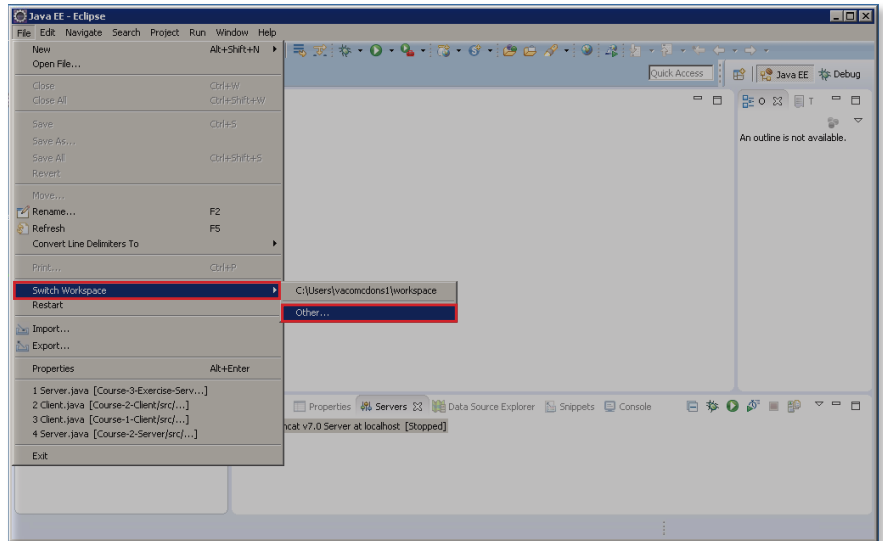 Java EE - Eclipse
File Edit Navigate Search Project Run Window Help
New Alt+Shift+N
Open File...
Close Ctrl+W
Close All Ctrl+Shift+W
Save Ctrl+S
Save As...
Save All Ctrl+Shift+S
Revert
Move...
Rename... F2
Refresh F5
Convert Line Delimiters To
Print... Ctrl+P
Switch Workspace
Restart
Import...
Export...
Properties Alt+Enter
1 Server.java [Course-3-Exercise-Serv...]
2 Client.java [Course-2-Client/src/...]
3 Client.java [Course-1-Client/src/...]
4 Server.java [Course-2-Server/src/...]
Exit
C:\Users\vacomcdons1\workspace
Other...
Quick Access
Java EE
Debug
O
T
An outline is not available.
Properties Servers Data Source Explorer Snippets Console
ncat v7.0 Server at localhost [Stopped]